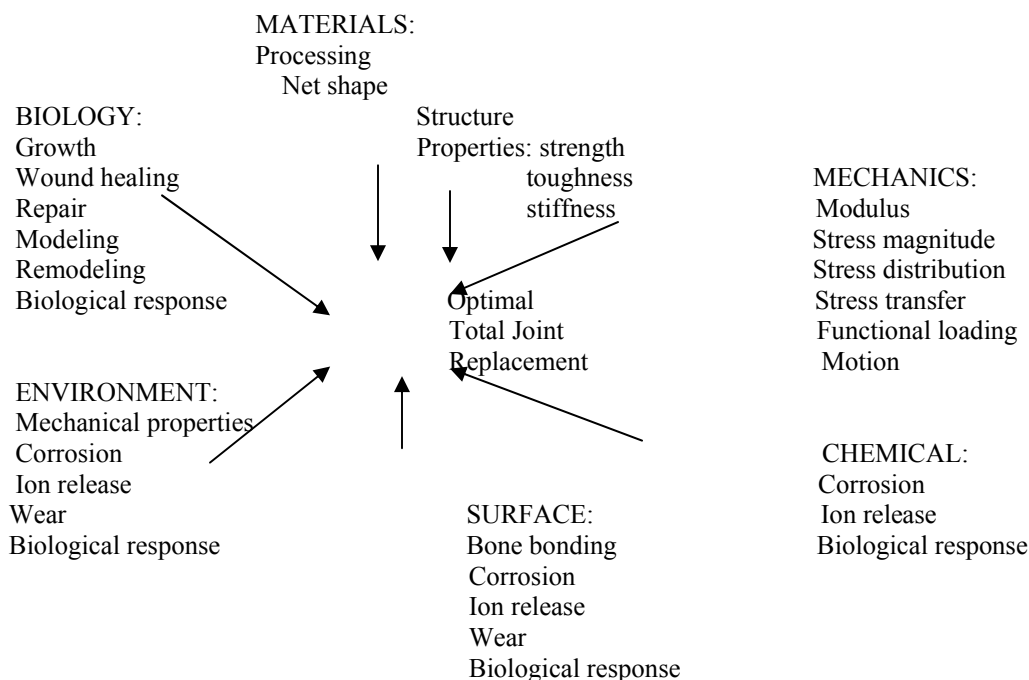 MATERIALS:
Processing
Net shape
Structure
Properties: strength
toughness
stiffness
BIOLOGY:
Growth
Wound healing
Repair
Modeling
Remodeling
Biological response
MECHANICS:
Modulus
Stress magnitude
Stress distribution
Stress transfer
Functional loading
Motion
Optimal
Total Joint
Replacement
ENVIRONMENT:
Mechanical properties
Corrosion
Ion release
Wear
Biological response
SURFACE:
Bone bonding
Corrosion
Ion release
Wear
Biological response
CHEMICAL:
Corrosion
Ion release
Biological response